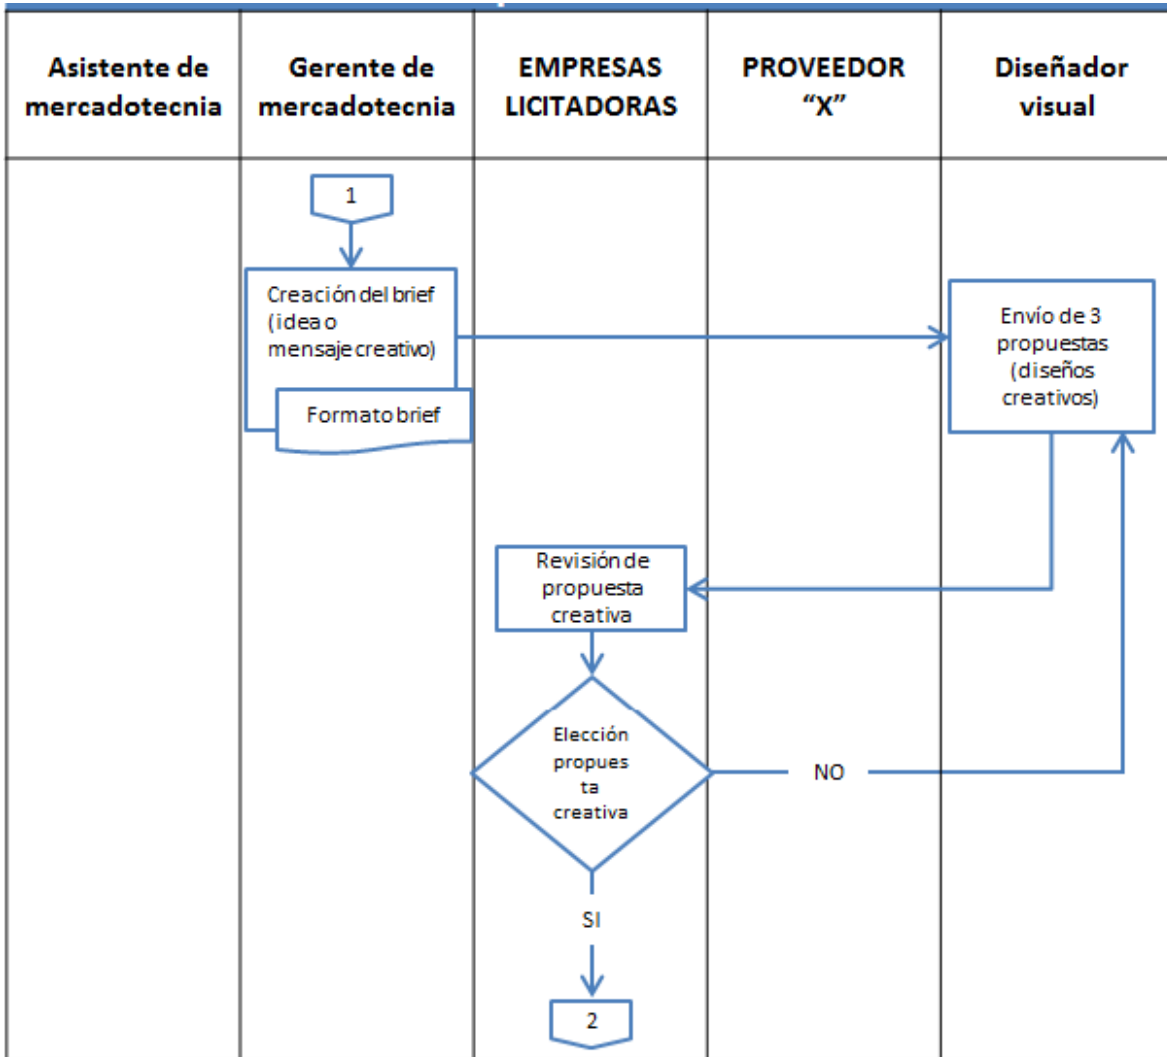 Asistente de
mercadotecnia
Gerente de
mercadotecnia
EMPRESAS
LICITADORAS
PROVEEDOR
“X”
Diseñador
visual
1
Creación del brief
(idea o
mensaje creativo)
Formato brief
Envío de 3
propuestas
(diseños
creativos)
Revisión de
propuesta
creativa
Elección
propues
ta
creativa
NO
SI
2